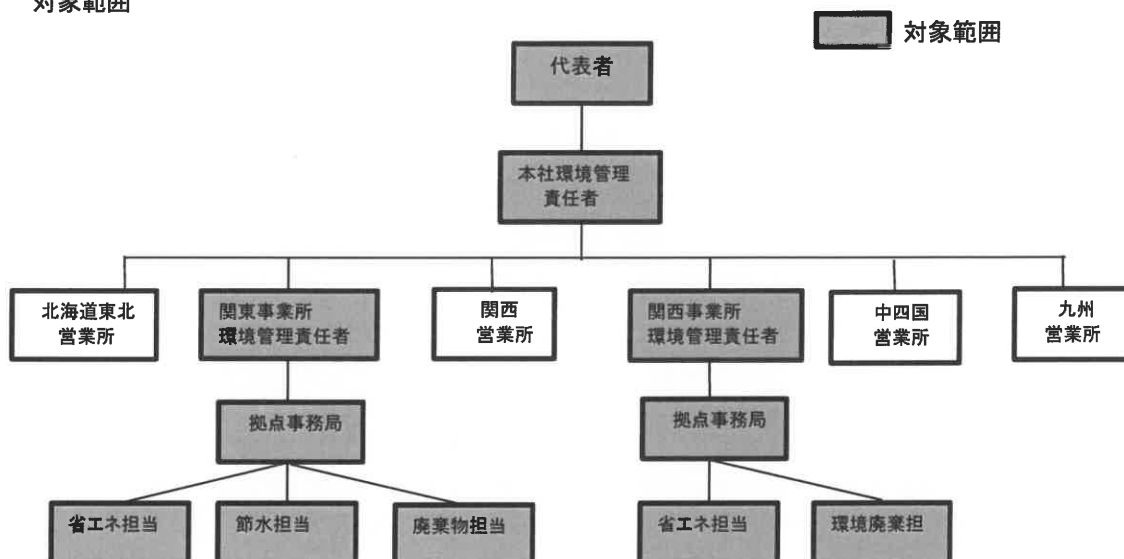 対象範囲
対象範囲
代表者
本社環境管理
責任者
北海道東北
営業所
関東事業所
環境管理責任者
関西
営業所
関西事業所
環境管理責任者
中四国
営業所
九州
営業所
拠点事務局
拠点事務局
省エネ担当
節水担当
廃棄物担当
省エネ担当
環境廃棄担